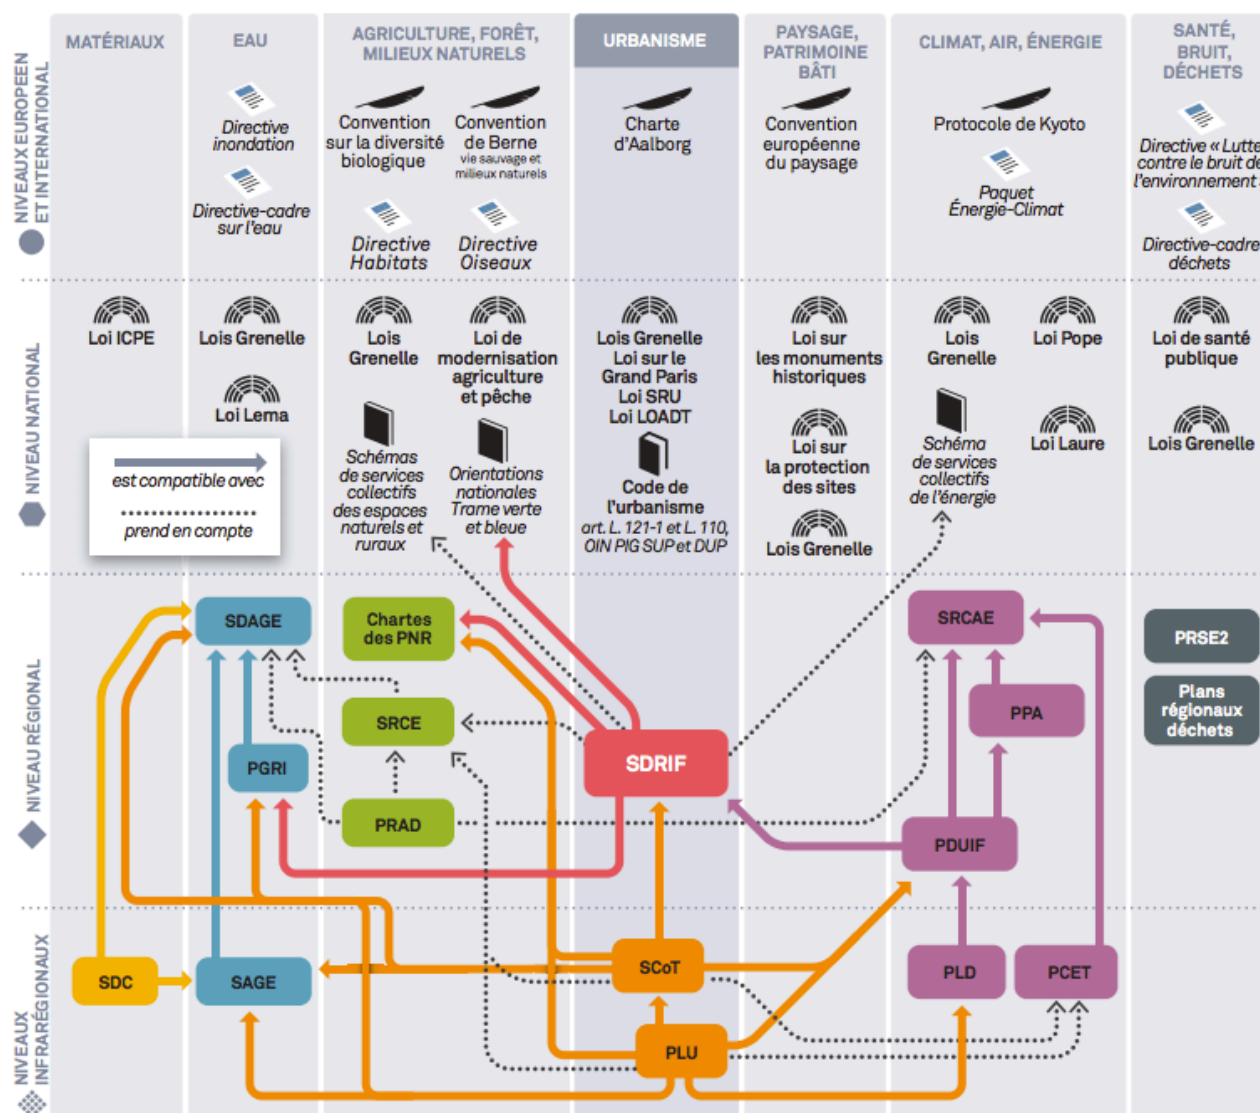 MATÉRIAUX
EAU
AGRICULTURE, FORÊT,
MILIEUX NATURELS
URBANISME
PAYSAGE,
PATRIMOINE
BÂTI
CLIMAT, AIR, ÉNERGIE
SANTÉ,
BRUIT,
DÉCHETS
NIVEAUX EUROPEEN
ET INTERNATIONAL
Directive
inondation
Directive-cadre
sur l'eau
Convention
sur la diversité
biologique
Convention
de Berne
vie sauvage et
milieux naturels
Directive
Habitats
Directive
Oiseaux
Charte
d'Aalborg
Convention
européenne
du paysage
Protocole de Kyoto
Paquet
Énergie-Climat
Directive « Lutte
contre le bruit de
l'environnement
Directive-cadre
déchets
NIVEAU NATIONAL
Loi ICPE
Lois Grenelle
Loi Lema
Lois
Grenelle
Loi de
modernisation
agriculture
et pêche
Schémas
de services
collectifs
des espaces
naturels et
ruraux
Orientations
nationales
Trame verte
et bleue
Lois Grenelle
Loi sur le
Grand Paris
Loi SRU
Loi LOADT
Code de
l'urbanisme
art. L. 121-1 et L. 110,
OIN PIG SUP et DUP
Loi sur
les monuments
historiques
Loi sur
la protection
des sites
Lois Grenelle
Lois
Grenelle
Loi Pope
Schéma
de services
collectifs
de l'énergie
Loi Laure
Loi de santé
publique
Lois Grenelle
est compatible avec
prend en compte
NIVEAU RÉGIONAL
SDAGE
Chartes
des PNR
SRCAE
PRSE2
SRCE
PPA
Plans
régionaux
déchets
PGRI
SDRIF
PRAD
PDUIF
NIVEAUX
INFRARÉGIONAUX
SDC
SAGE
SCoT
PLD
PCET
PLU